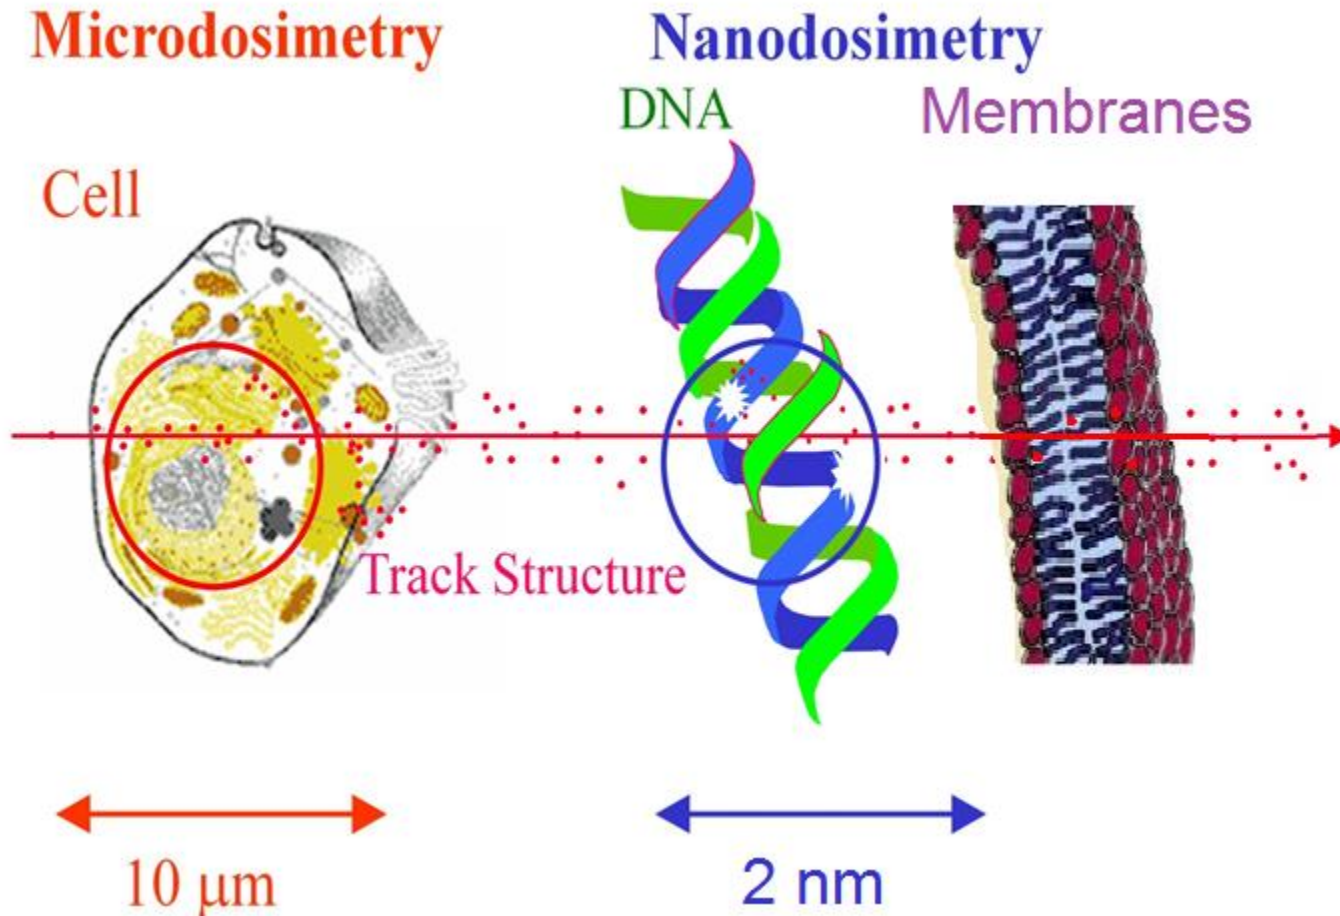 Microdosimetry
Nanodosimetry
DNA
Membranes
Cell
Track Structure
10 μm
2 nm